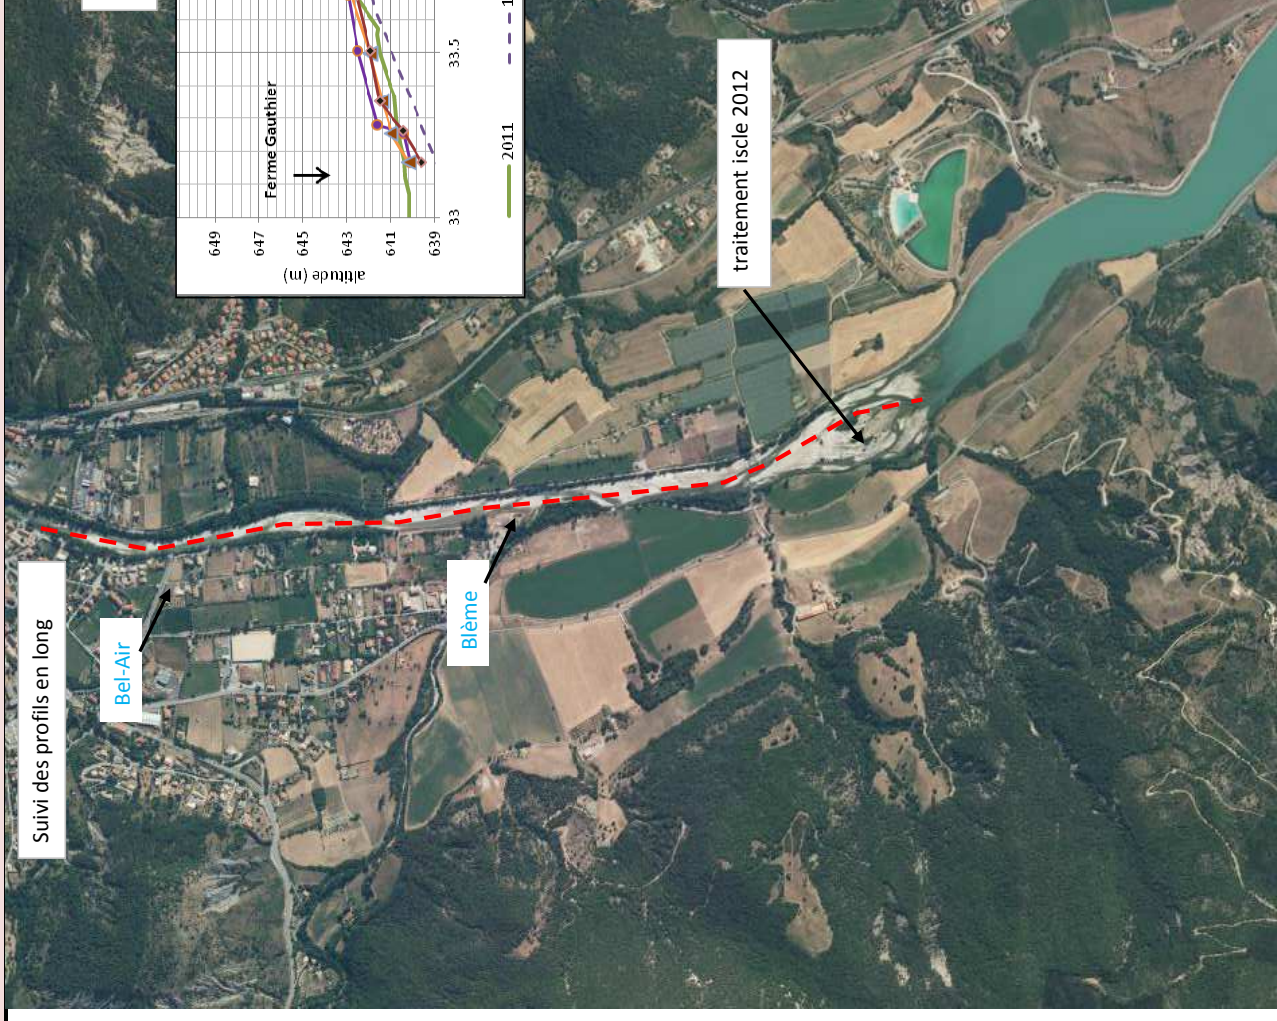 Suivi des profils en long
Bel-Air
Blème
traitement iscle 2012
Ferme Gauthier
altitude (m)
649
647
645
643
641
639
33
33.5
2011
1